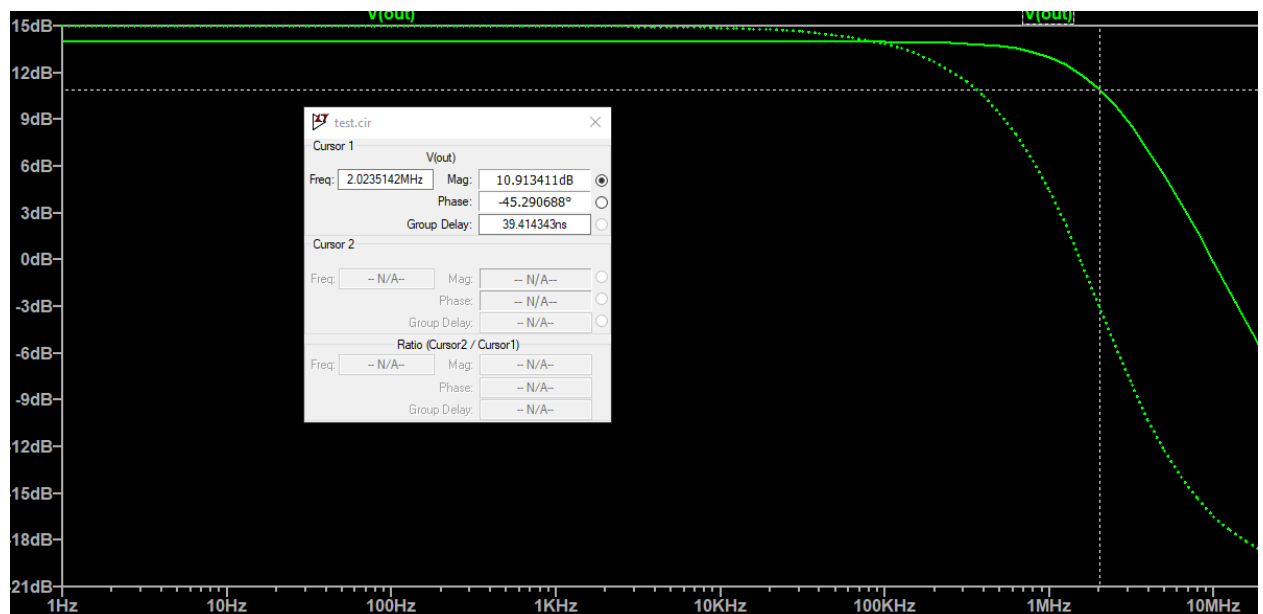 V(out)
V(out)
15dB
12dB
9dB
6dB
3dB
0dB
-3dB
-6dB
-9dB
12dB
15dB
18dB
21dB
test.cir
Cursor 1
V(out)
Freq: 2.0235142MHz Mag: 10.913411dB
Phase: -45.290688°
Group Delay: 39.414343ns
Cursor 2
Freq: -- N/A-- Mag: -- N/A--
Phase: -- N/A--
Group Delay: -- N/A--
Ratio (Cursor2 / Cursor1)
Freq: -- N/A-- Mag: -- N/A--
Phase: -- N/A--
Group Delay: -- N/A--
1Hz 10Hz 100Hz 1KHz 10KHz 100KHz 1MHz 10MHz